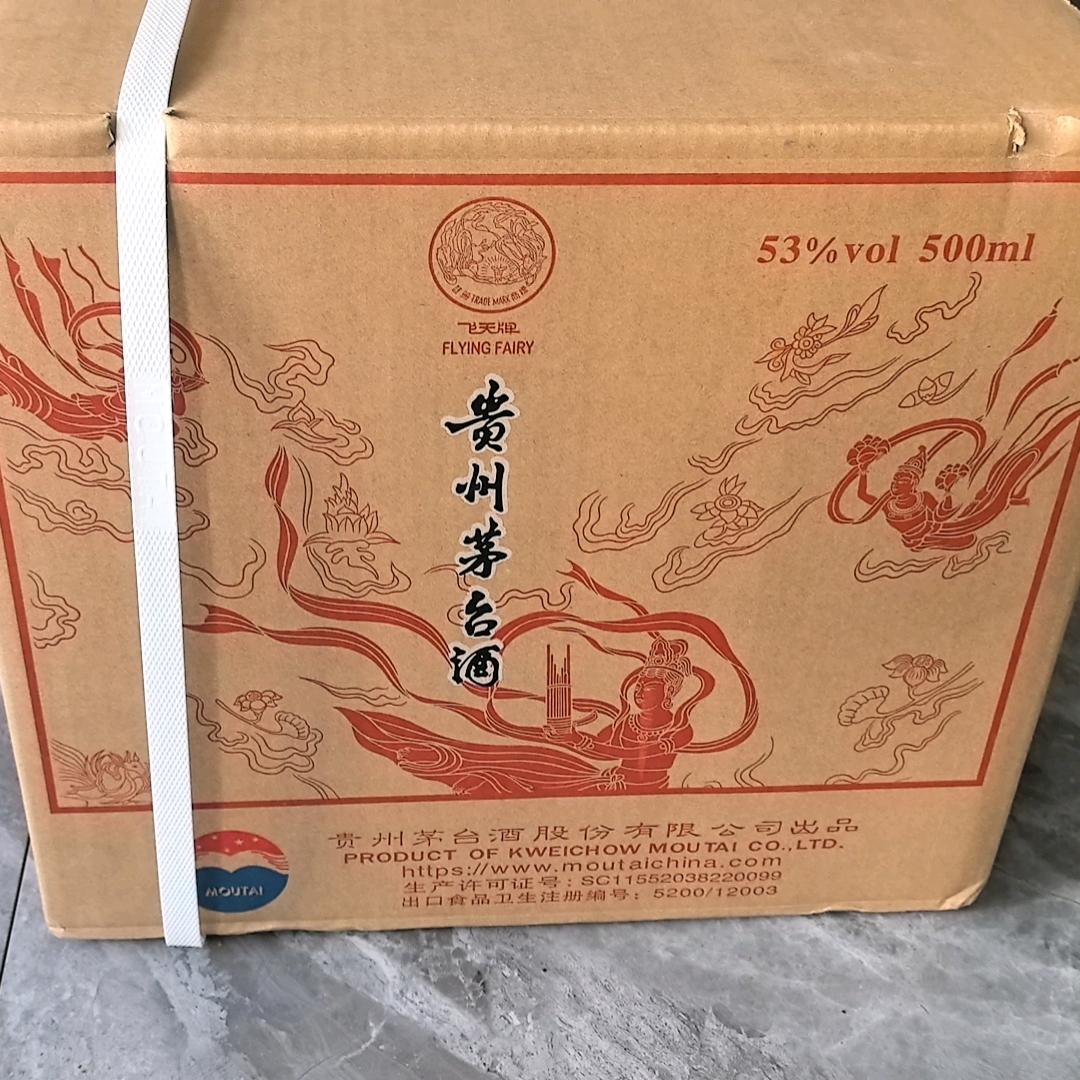 53%vol 500ml
TRADE MARK
飞天牌
FLYING FAIRY
贵州茅台酒
贵州茅台酒股份有限公司出品
PRODUCT OF KWEICHOW MOUTAI CO.,LTD.
https://www.moutaichina.com
生产许可证号:SC11552038220099
出口食品卫生注册编号:5200/12003
MOUTAI